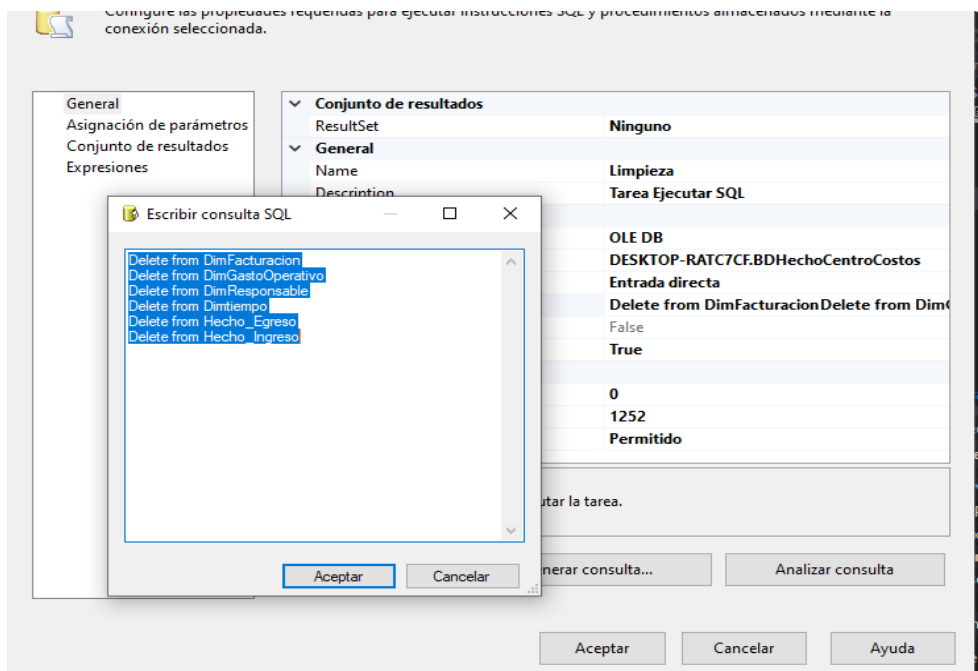 Configure las propiedades requeridas para ejecutar instrucciones SQL y procedimientos almacenados mediante la
conexión seleccionada.
General
Asignación de parámetros
Conjunto de resultados
Expresiones
Conjunto de resultados
ResultSet Ninguno
General
Name Limpieza
Description Tarea Ejecutar SQL
OLE DB
DESKTOP-RATC7CF.BDHechoCentroCostos
Entrada directa
Delete from DimFacturacionDelete from Dim
False
True
0
1252
Permitido
Escribir consulta SQL
Delete from DimFacturacion
Delete from DimGastoOperativo
Delete from DimResponsable
Delete from Dimtiempo
Delete from Hecho_Egreso
Delete from Hecho_Ingreso
Aceptar Cancelar
utar la tarea.
nerar consulta... Analizar consulta
Aceptar Cancelar Ayuda